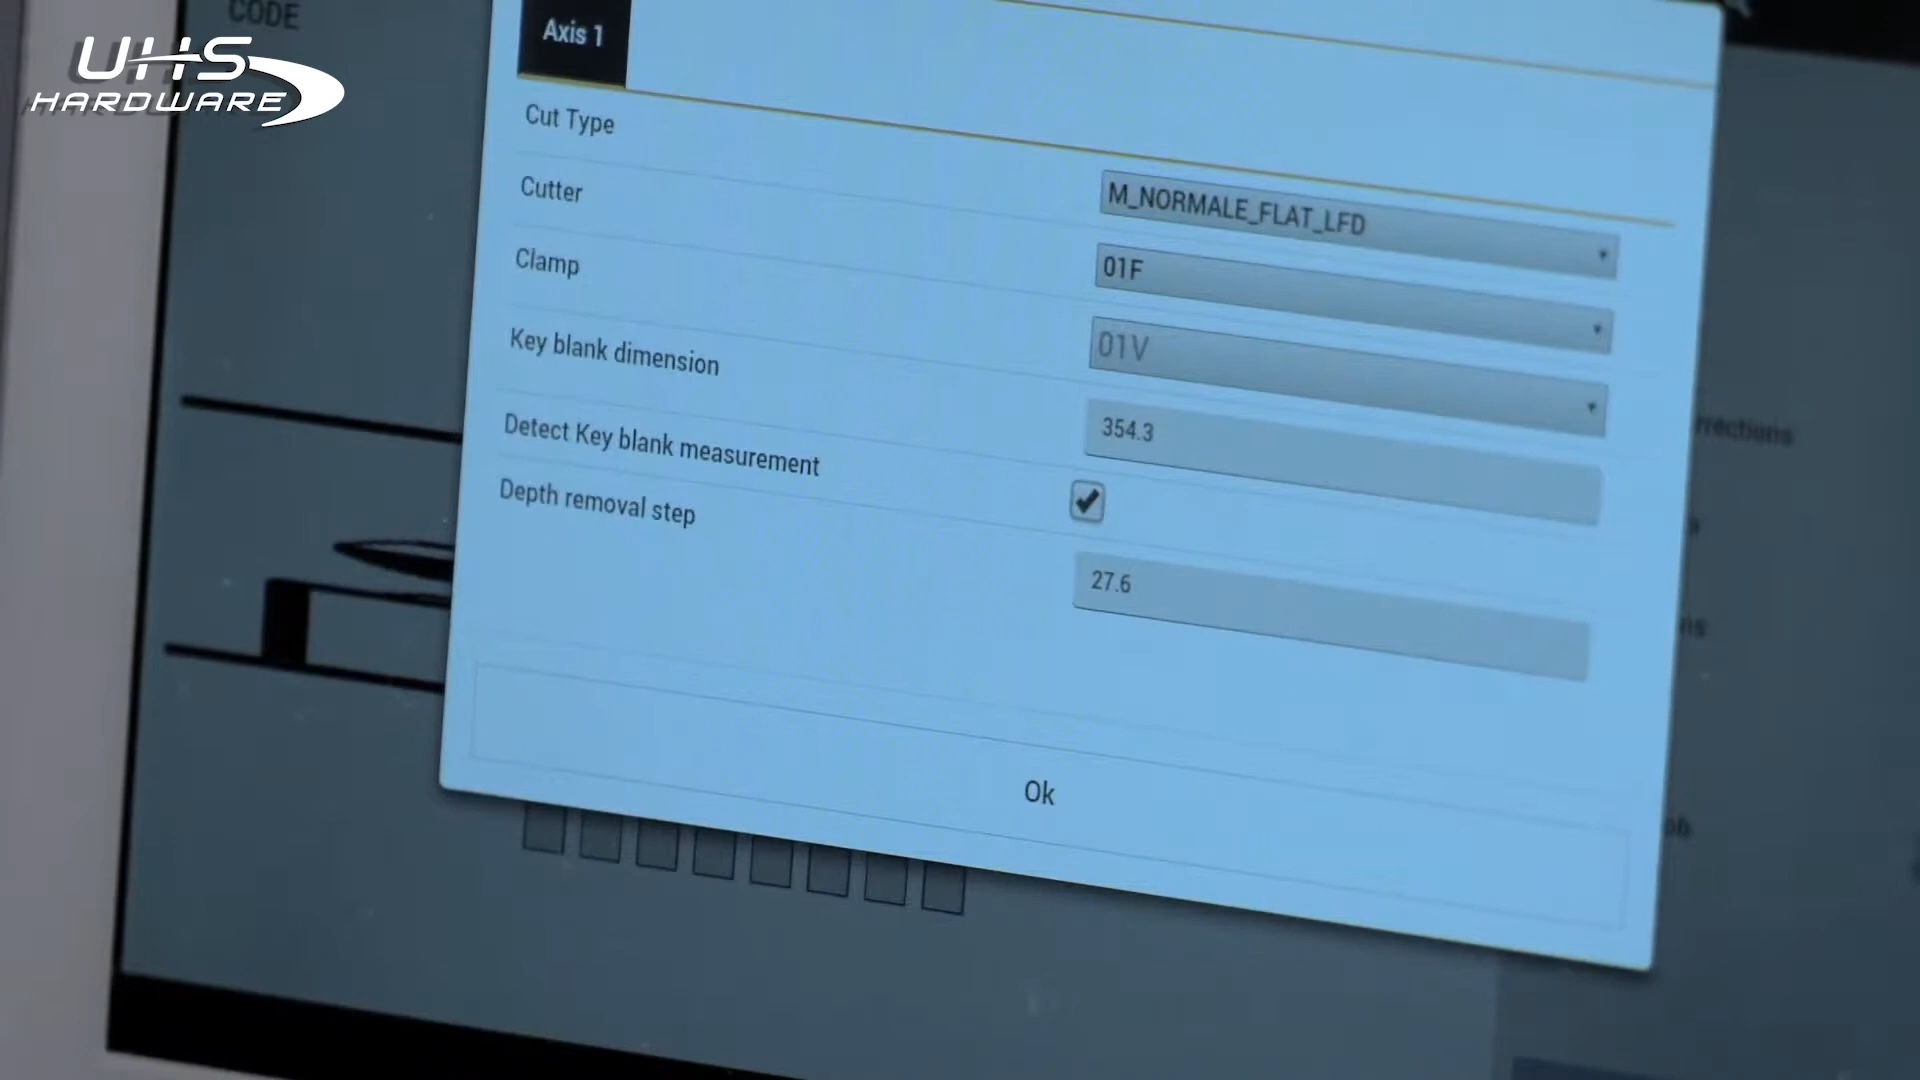 CODE
UHS
HARDWARE
Axis 1
Cut Type
M_NORMALE_FLAT_LFD
Cutter
01F
Clamp
01V
Key blank dimension
354.3
Detect Key blank measurement
Depth removal step
27.6
Ok